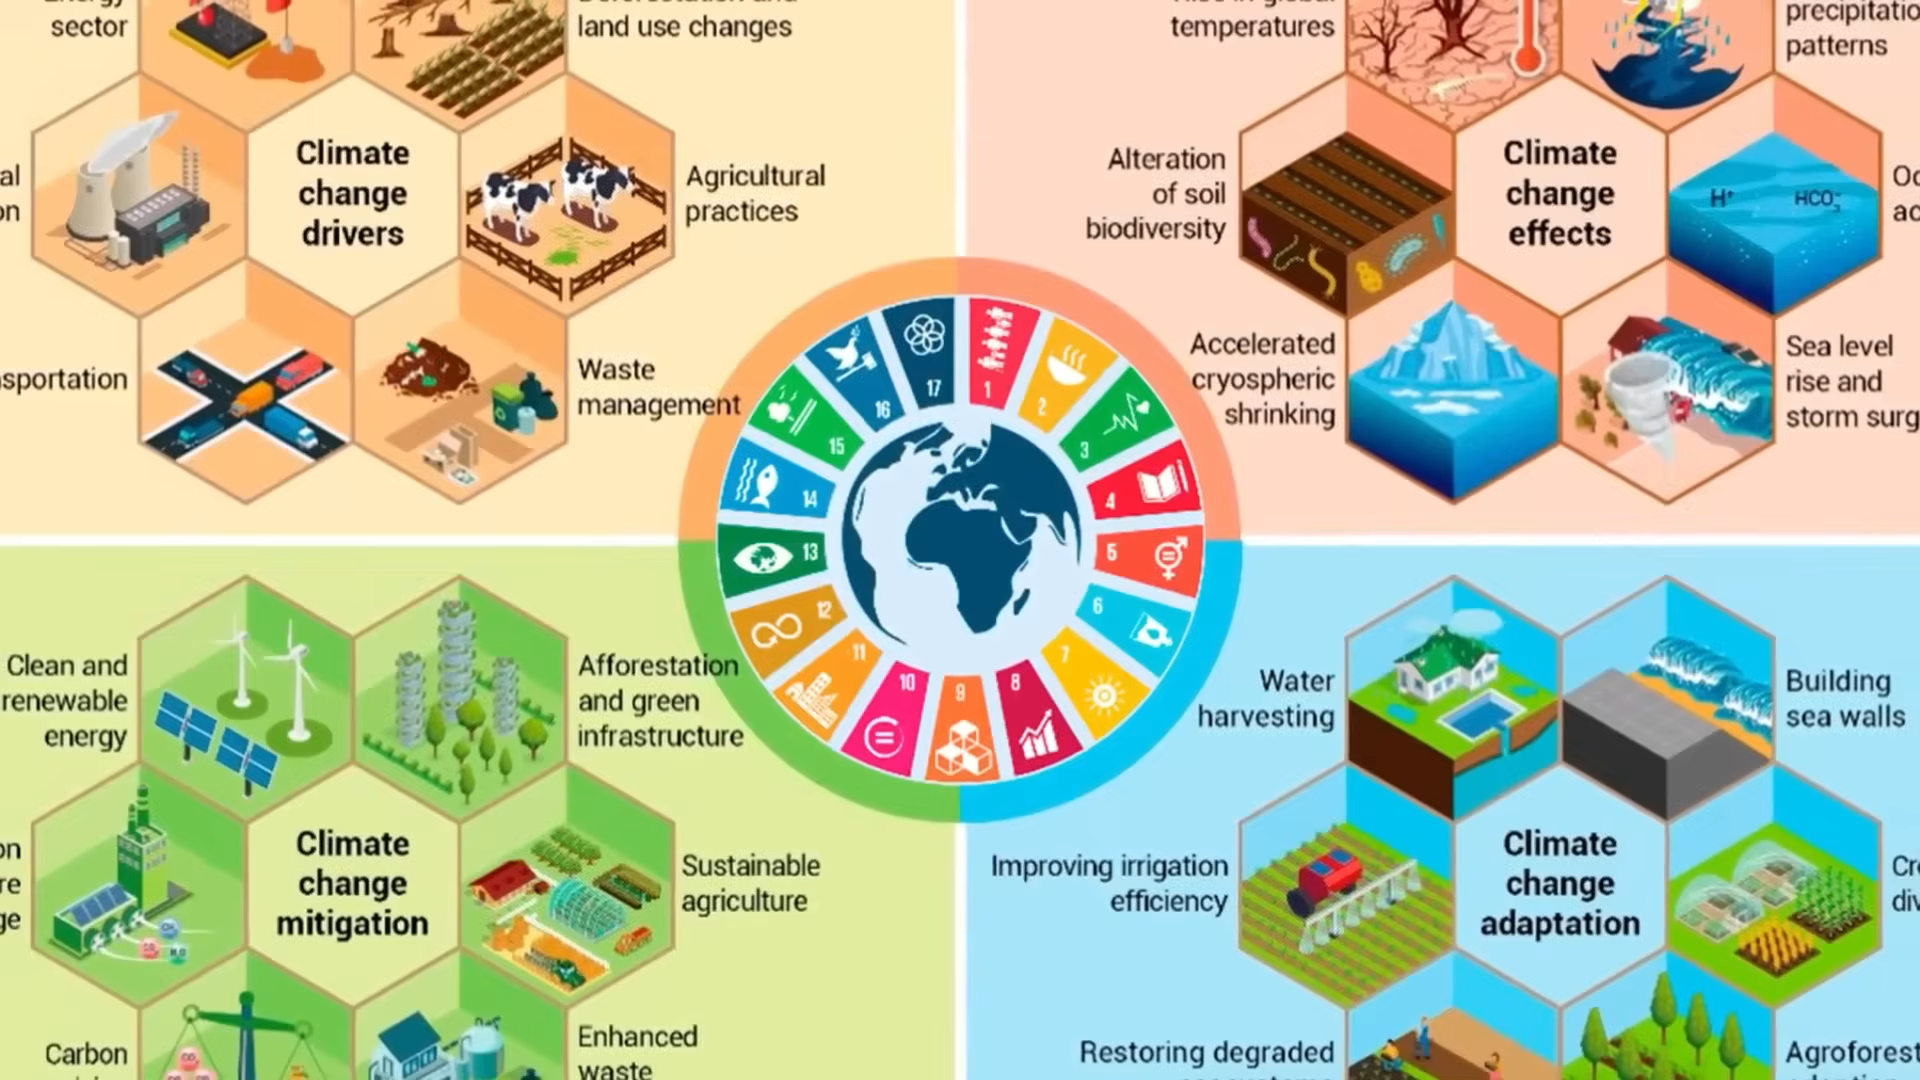 sector
land use changes
Climate
change
drivers
Agricultural
practices
Waste
management
temperatures
patterns
Alteration
of soil
biodiversity
Climate
change
effects
H⁺
HCO₃⁻
Accelerated
cryospheric
shrinking
Sea level
rise and
storm surg
1
2
3
4
5
6
7
8
9
10
11
12
13
14
15
16
17
Clean and
renewable
energy
Afforestation
and green
infrastructure
Climate
change
mitigation
Sustainable
agriculture
Carbon
Enhanced
waste
Water
harvesting
Building
sea walls
Improving irrigation
efficiency
Climate
change
adaptation
Restoring degraded
Agroforest